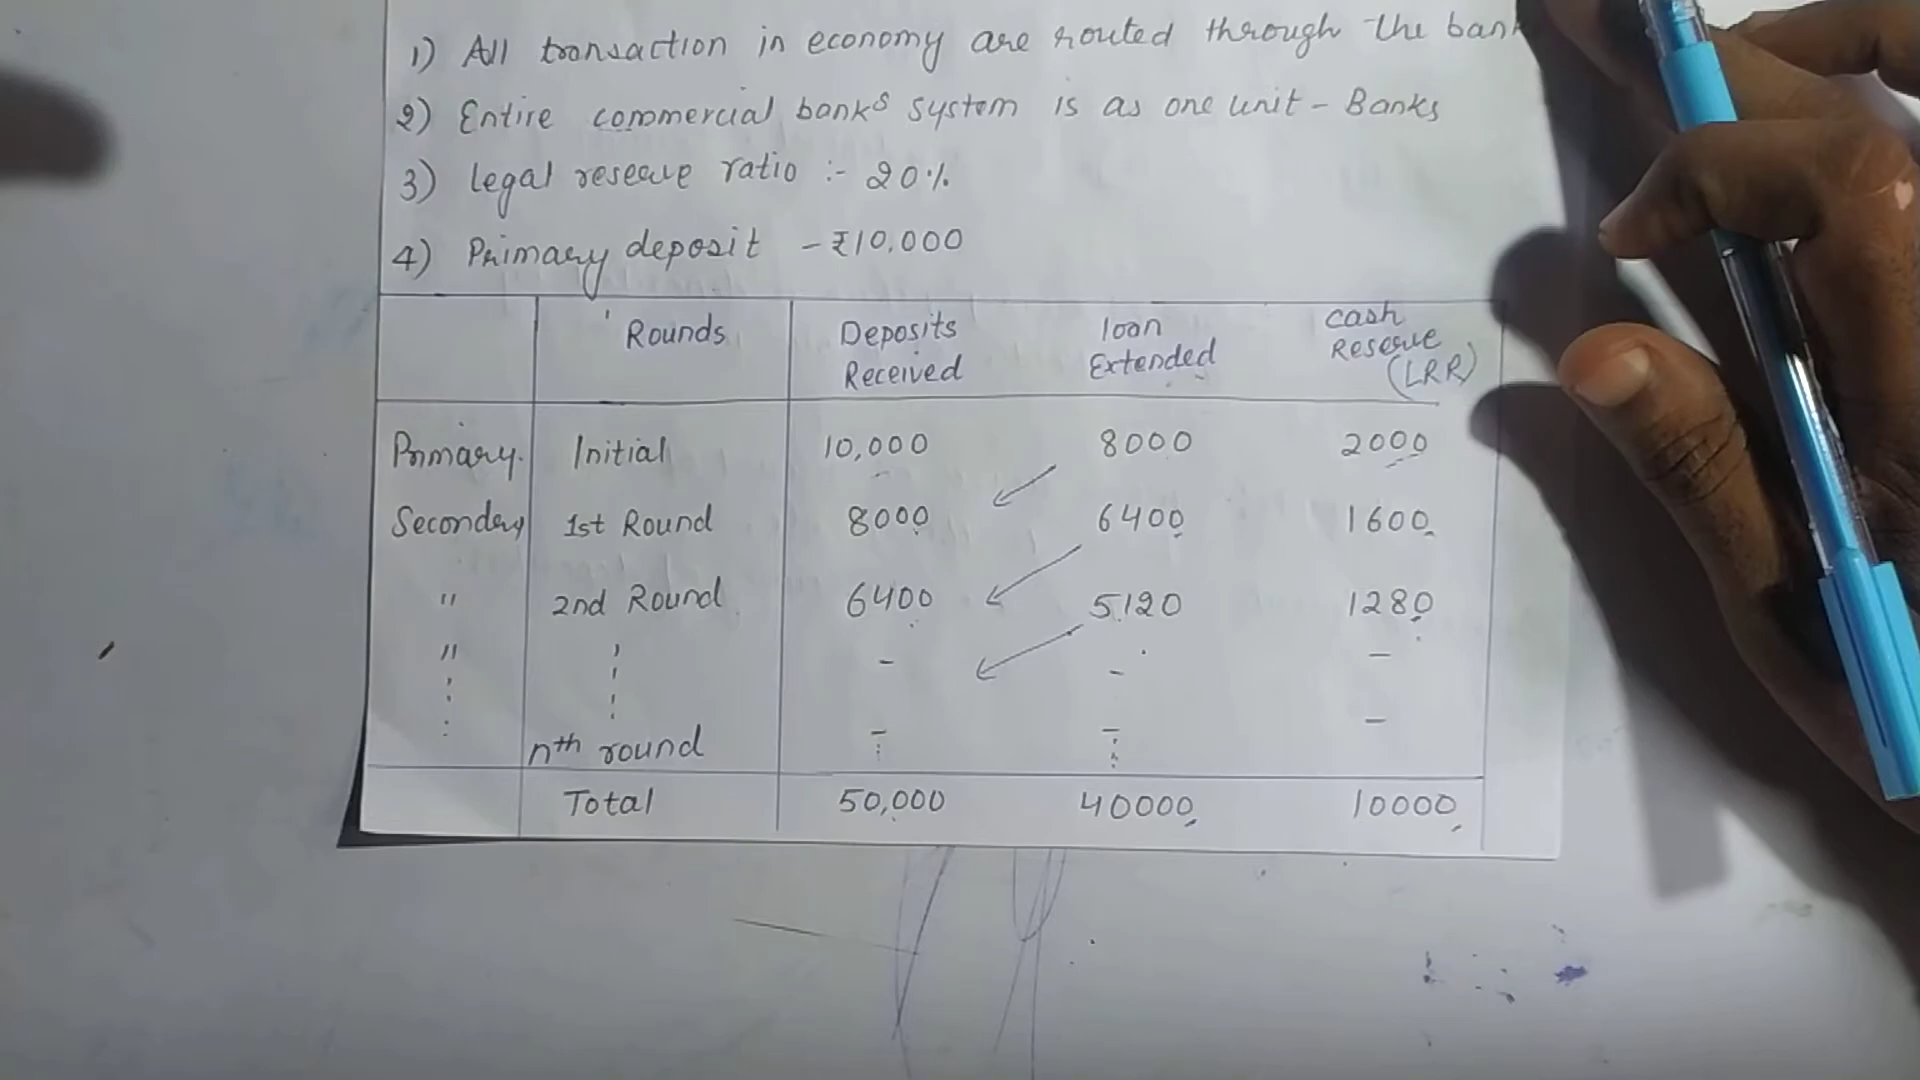 1) All transaction in economy are routed through the bank
2) Entire commercial banks system is as one unit - Banks
3) Legal reserve ratio :- 20%
4) Primary deposit - ₹10,000
Rounds Deposits Received loan Extended cash Reserve (LRR)
Primary. Initial 10,000 8000 2000
Secondary 1st Round 8000 6400 1600
" 2nd Round 6400 5120 1280
" - - -
nth round - - -
Total 50,000 40000 10000